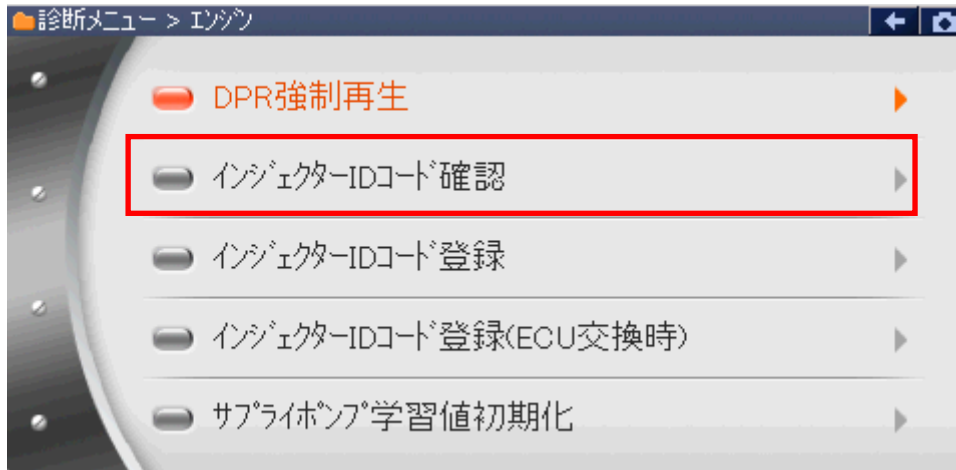 診断メニュー > エンジン
DPR強制再生
インジェクターIDコード確認
インジェクターIDコード登録
インジェクターIDコード登録(ECU交換時)
サプライポンプ学習値初期化